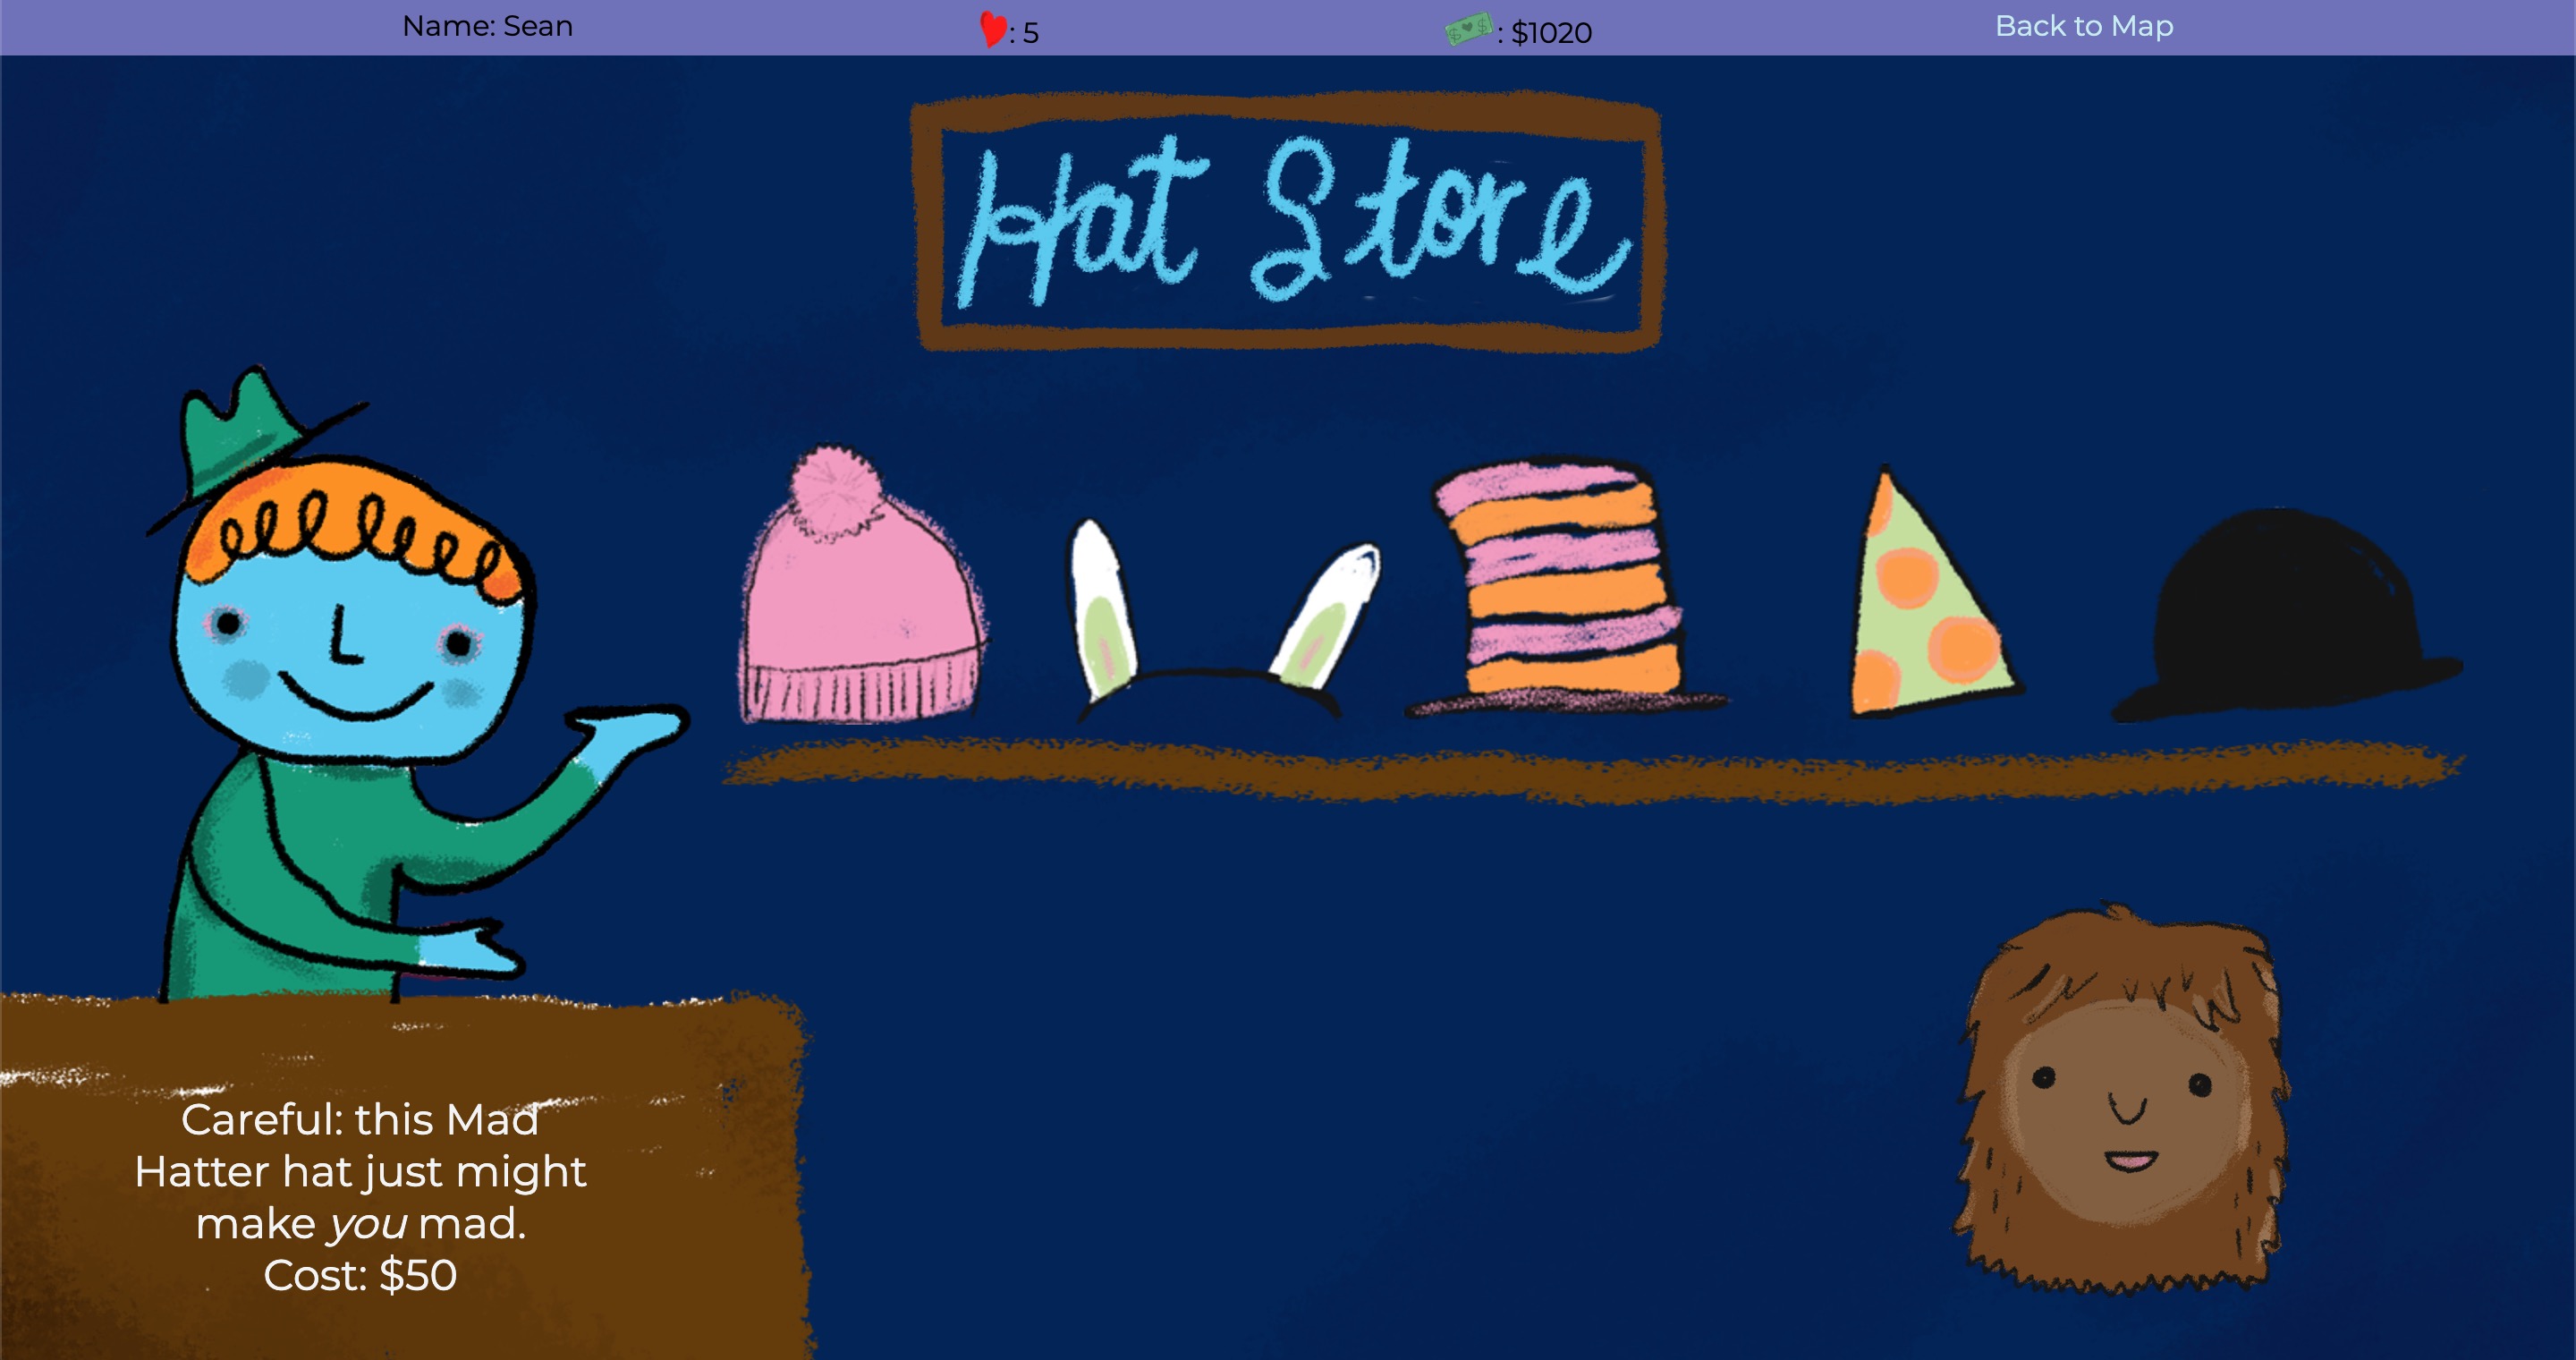 Name: Sean
: 5
: $1020
Back to Map
Hat Store
Careful: this Mad
Hatter hat just might
make you mad.
Cost: $50